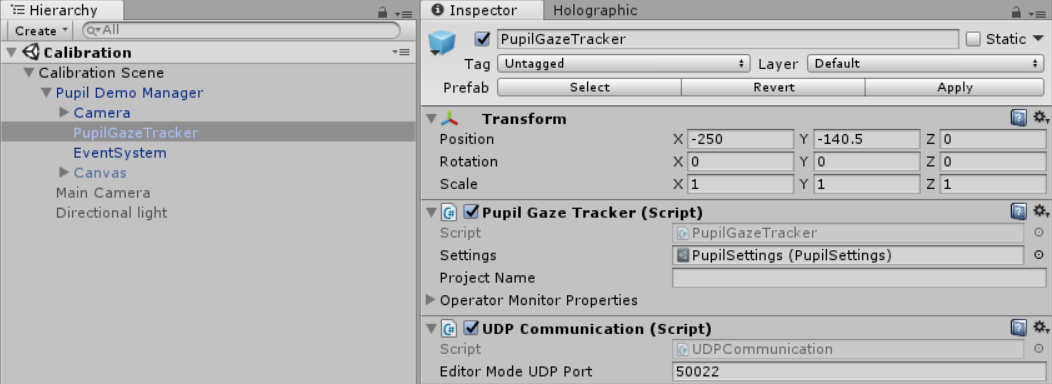 Hierarchy
Create
All
Calibration
Calibration Scene
Pupil Demo Manager
Camera
PupilGazeTracker
EventSystem
Canvas
Main Camera
Directional light
Inspector Holographic
PupilGazeTracker Static
Tag Untagged Layer Default
Prefab Select Revert Apply
Transform
Position X -250 Y -140.5 Z 0
Rotation X 0 Y 0 Z 0
Scale X 1 Y 1 Z 1
Pupil Gaze Tracker (Script)
Script PupilGazeTracker
Settings PupilSettings (PupilSettings)
Project Name
Operator Monitor Properties
UDP Communication (Script)
Script UDPCommunication
Editor Mode UDP Port 50022